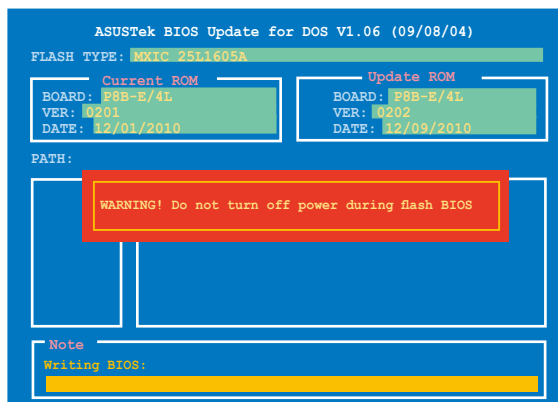 ASUSTek BIOS Update for DOS V1.06 (09/08/04)
FLASH TYPE: MXIC 25L1605A
Current ROM
BOARD: P8B-E/4L
VER: 0201
DATE: 12/01/2010
Update ROM
BOARD: P8B-E/4L
VER: 0202
DATE: 12/09/2010
PATH:
WARNING! Do not turn off power during flash BIOS
Note
Writing BIOS: